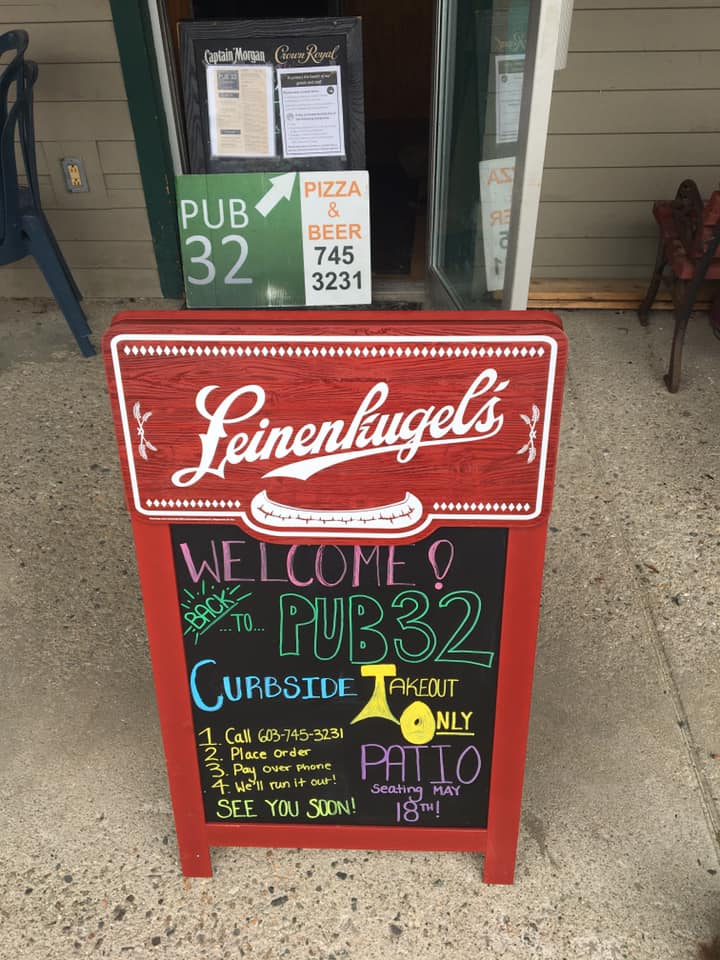 Captain Morgan Crown Royal
PUB 32
PIZZA
&
BEER
745
3231
Leinenkugel's
WELCOME!
BACK
...TO... PUB 32
CURBSIDE TAKEOUT
ONLY
1. Call 603-745-3231
2. Place order
3. Pay over phone
4. We'll run it out!
SEE YOU SOON!
PATIO
Seating MAY
18TH!